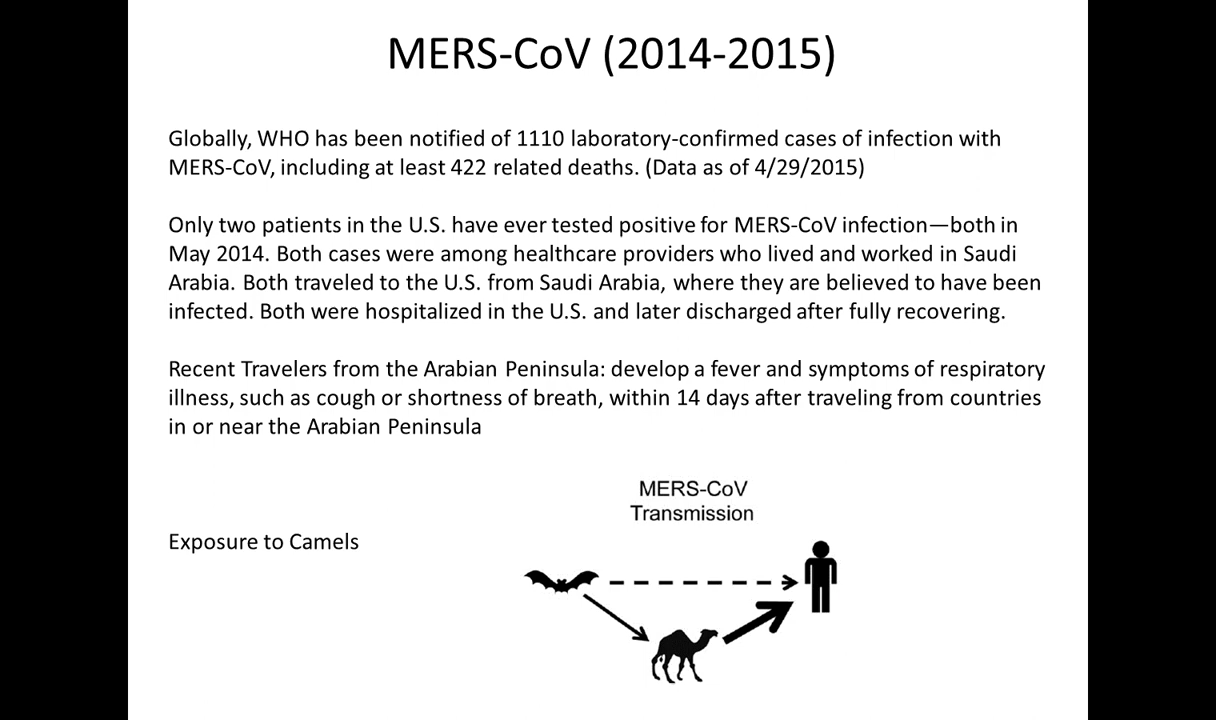 MERS-CoV (2014-2015)
Globally, WHO has been notified of 1110 laboratory-confirmed cases of infection with
MERS-CoV, including at least 422 related deaths. (Data as of 4/29/2015)
Only two patients in the U.S. have ever tested positive for MERS-CoV infection—both in
May 2014. Both cases were among healthcare providers who lived and worked in Saudi
Arabia. Both traveled to the U.S. from Saudi Arabia, where they are believed to have been
infected. Both were hospitalized in the U.S. and later discharged after fully recovering.
Recent Travelers from the Arabian Peninsula: develop a fever and symptoms of respiratory
illness, such as cough or shortness of breath, within 14 days after traveling from countries
in or near the Arabian Peninsula
MERS-CoV
Transmission
Exposure to Camels